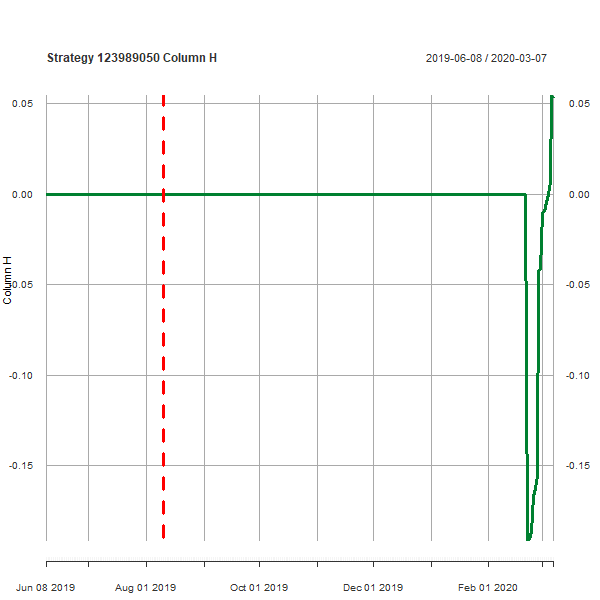 Strategy 123989050 Column H
2019-06-08 / 2020-03-07
0.05
0.00
-0.05
-0.10
-0.15
Column H
0.05
0.00
-0.05
-0.10
-0.15
Jun 08 2019
Aug 01 2019
Oct 01 2019
Dec 01 2019
Feb 01 2020